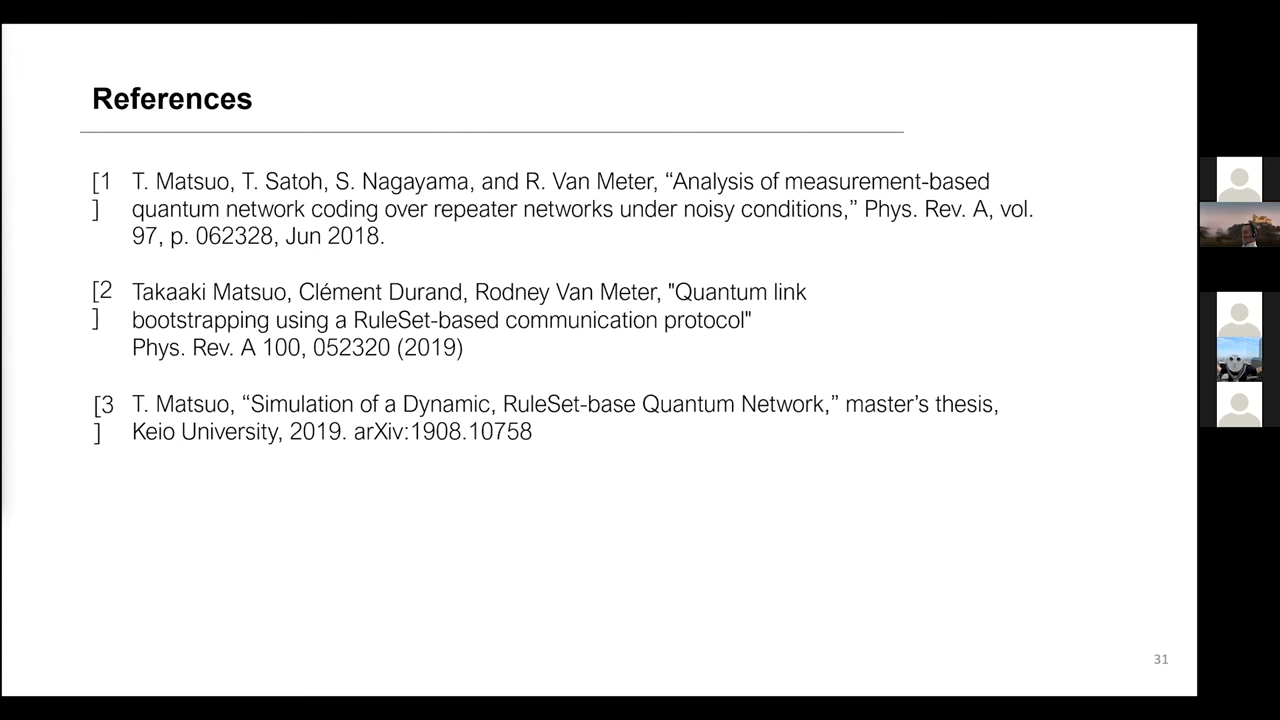 References
[1 T. Matsuo, T. Satoh, S. Nagayama, and R. Van Meter, “Analysis of measurement-based
] quantum network coding over repeater networks under noisy conditions,” Phys. Rev. A, vol.
97, p. 062328, Jun 2018.
[2 Takaaki Matsuo, Clément Durand, Rodney Van Meter, "Quantum link
] bootstrapping using a RuleSet-based communication protocol"
Phys. Rev. A 100, 052320 (2019)
[3 T. Matsuo, “Simulation of a Dynamic, RuleSet-base Quantum Network,” master’s thesis,
] Keio University, 2019. arXiv:1908.10758
31